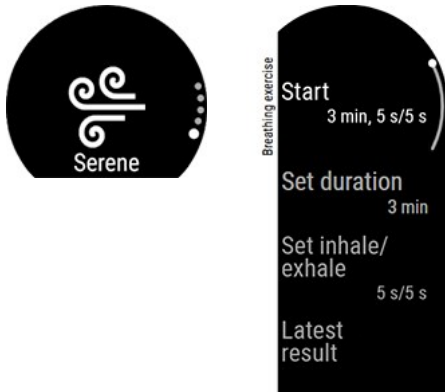 Serene
Breathing exercise
Start
3 min, 5 s/5 s
Set duration
3 min
Set inhale/
exhale
5 s/5 s
Latest
result